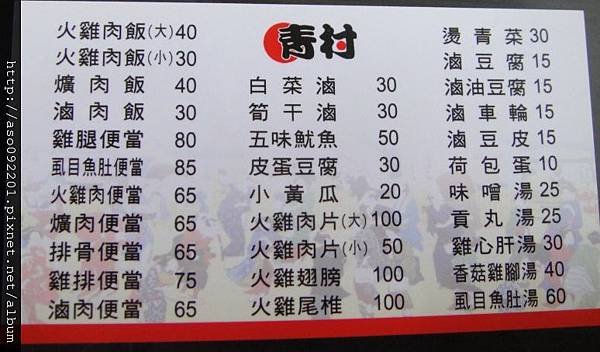 火雞肉飯(大)40
火雞肉飯(小)30
爌肉飯 40
滷肉飯 30
雞腿便當 80
虱目魚肚便當 85
火雞肉便當 65
爌肉便當 65
排骨便當 65
雞排便當 75
滷肉便當 65
青村
白菜滷 30
筍干滷 30
五味魷魚 50
皮蛋豆腐 30
小黃瓜 20
火雞肉片(大)100
火雞肉片(小) 50
火雞翅膀 100
火雞尾椎 100
燙青菜 30
滷豆腐 15
滷油豆腐 15
滷車輪 15
滷豆皮 15
荷包蛋 10
味噌湯 25
貢丸湯 25
雞心肝湯 30
香菇雞腳湯 40
虱目魚肚湯 60
http://aso092201.pixnet.net/album